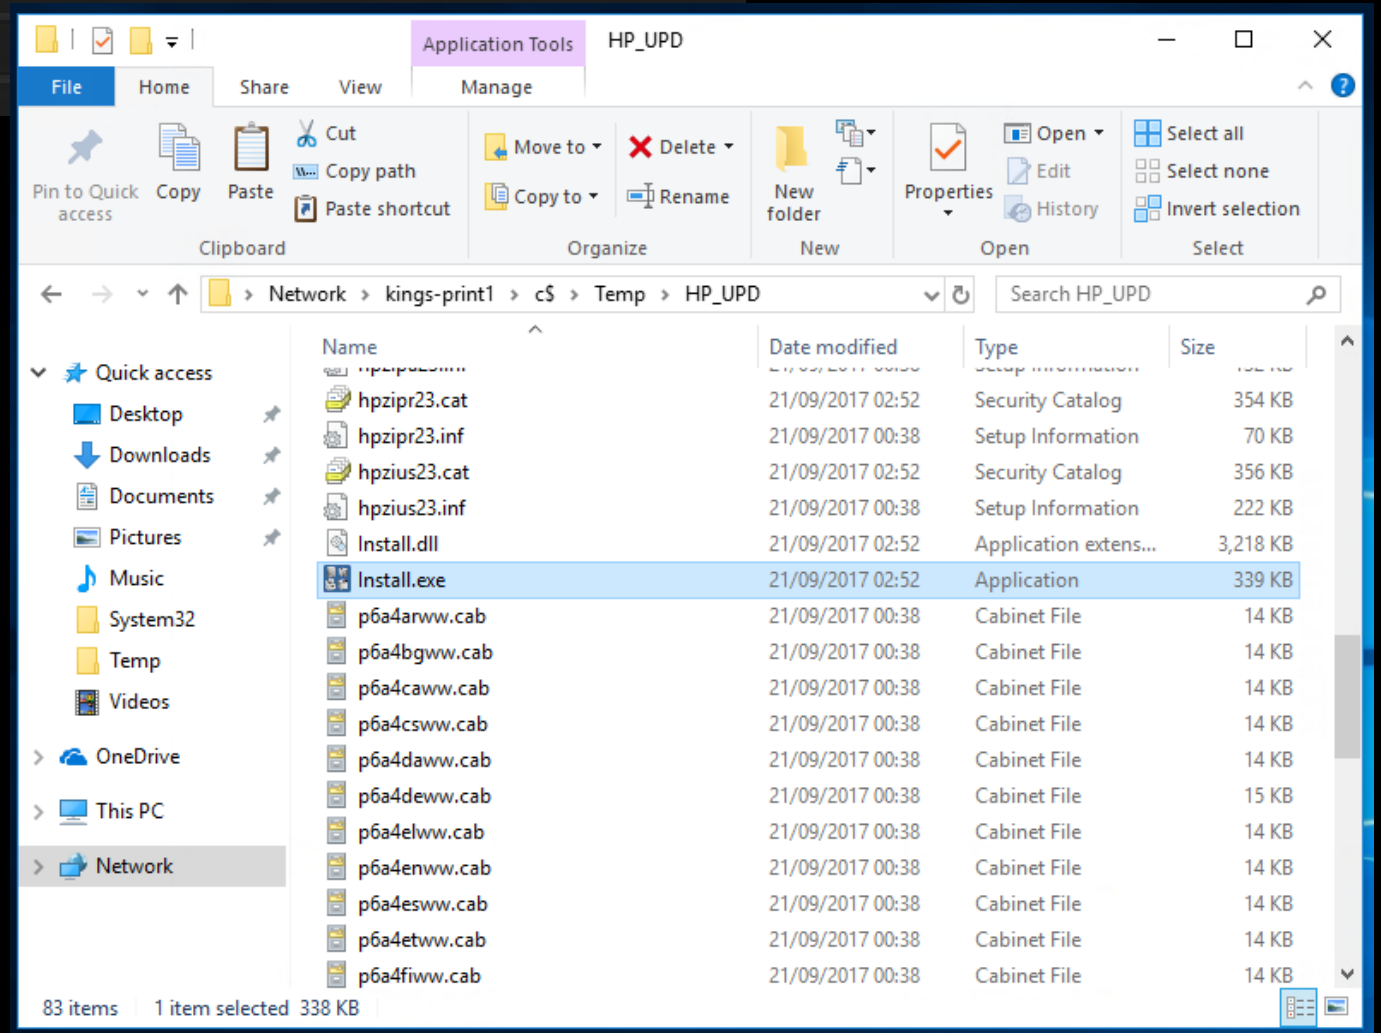 Application Tools HP_UPD
File Home Share View Manage
Pin to Quick access
Copy
Paste
Cut
Copy path
Paste shortcut
Clipboard
Move to
Copy to
Delete
Rename
Organize
New folder
New
Properties
Open
Edit
History
Open
Select all
Select none
Invert selection
Select
Network > kings-print1 > c$ > Temp > HP_UPD
Search HP_UPD
Quick access
Desktop
Downloads
Documents
Pictures
Music
System32
Temp
Videos
OneDrive
This PC
Network
Name Date modified Type Size
hpzipr23.cat 21/09/2017 02:52 Security Catalog 354 KB
hpzipr23.inf 21/09/2017 00:38 Setup Information 70 KB
hpzius23.cat 21/09/2017 02:52 Security Catalog 356 KB
hpzius23.inf 21/09/2017 00:38 Setup Information 222 KB
Install.dll 21/09/2017 02:52 Application extens... 3,218 KB
Install.exe 21/09/2017 02:52 Application 339 KB
p6a4arww.cab 21/09/2017 00:38 Cabinet File 14 KB
p6a4bgww.cab 21/09/2017 00:38 Cabinet File 14 KB
p6a4caww.cab 21/09/2017 00:38 Cabinet File 14 KB
p6a4csww.cab 21/09/2017 00:38 Cabinet File 14 KB
p6a4daww.cab 21/09/2017 00:38 Cabinet File 14 KB
p6a4deww.cab 21/09/2017 00:38 Cabinet File 15 KB
p6a4elww.cab 21/09/2017 00:38 Cabinet File 14 KB
p6a4enww.cab 21/09/2017 00:38 Cabinet File 14 KB
p6a4esww.cab 21/09/2017 00:38 Cabinet File 14 KB
p6a4etww.cab 21/09/2017 00:38 Cabinet File 14 KB
p6a4fiww.cab 21/09/2017 00:38 Cabinet File 14 KB
83 items 1 item selected 338 KB